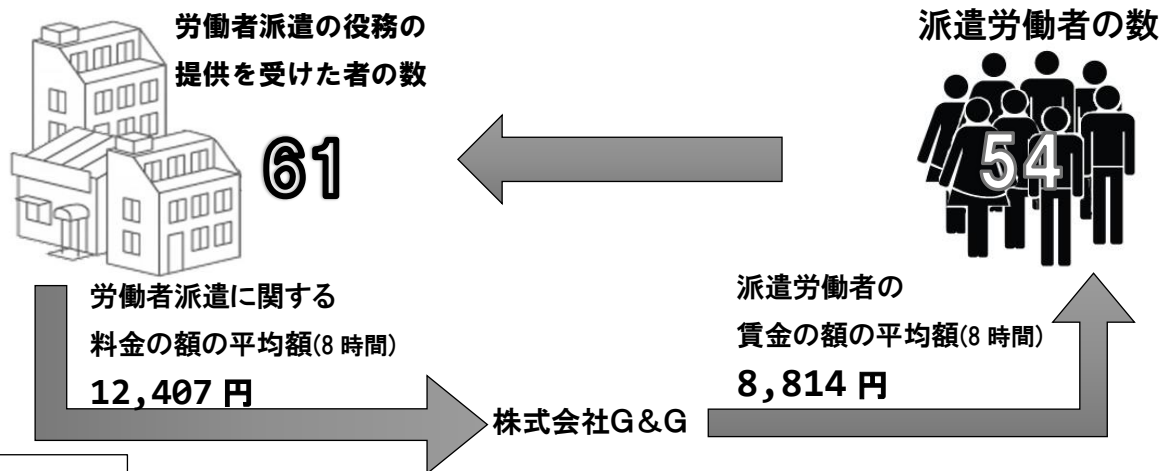 労働者派遣の役務の
提供を受けた者の数
61
派遣労働者の数
54
労働者派遣に関する
料金の額の平均額(8 時間)
12,407 円
派遣労働者の
賃金の額の平均額(8 時間)
8,814 円
株式会社G&G